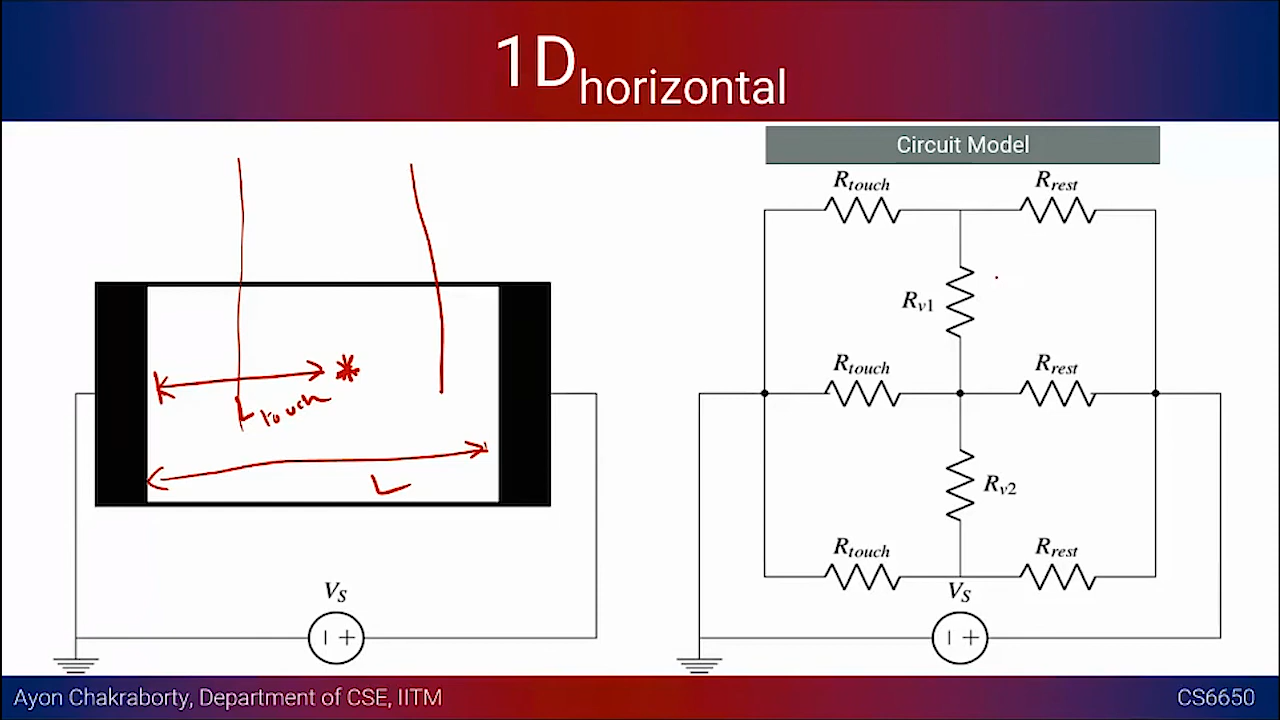 1D horizontal
Circuit Model
R_touch R_rest
R_v1
R_touch R_rest
L_touch
L
R_v2
R_touch R_rest
V_S V_S
Ayon Chakraborty, Department of CSE, IITM CS6650